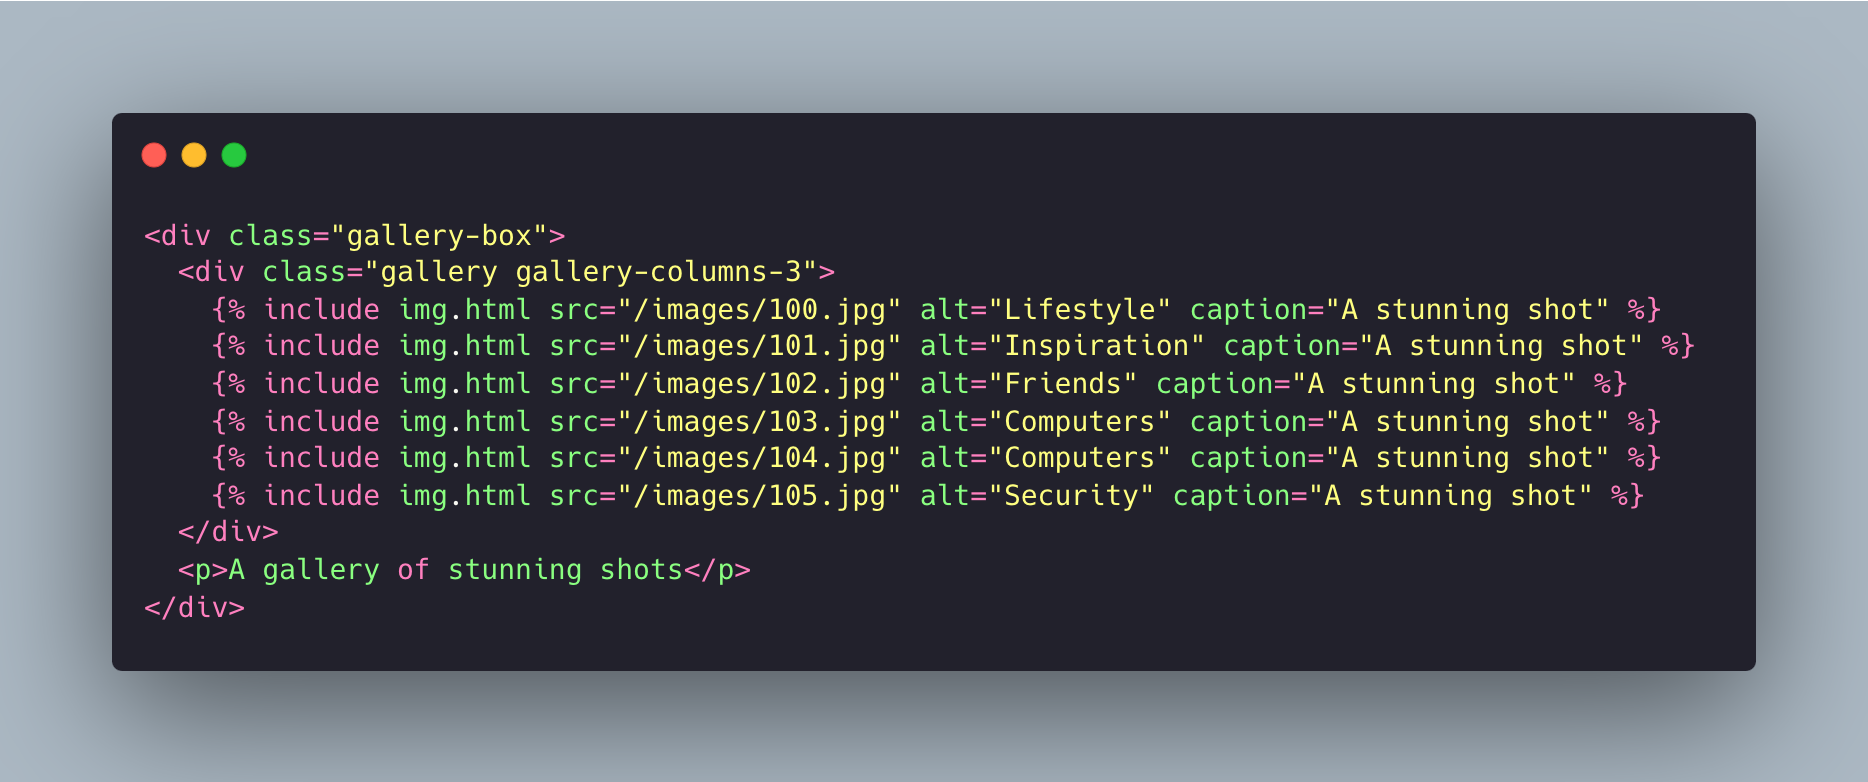 <div class="gallery-box">
  <div class="gallery gallery-columns-3">
    {% include img.html src="/images/100.jpg" alt="Lifestyle" caption="A stunning shot" %}
    {% include img.html src="/images/101.jpg" alt="Inspiration" caption="A stunning shot" %}
    {% include img.html src="/images/102.jpg" alt="Friends" caption="A stunning shot" %}
    {% include img.html src="/images/103.jpg" alt="Computers" caption="A stunning shot" %}
    {% include img.html src="/images/104.jpg" alt="Computers" caption="A stunning shot" %}
    {% include img.html src="/images/105.jpg" alt="Security" caption="A stunning shot" %}
  </div>
  <p>A gallery of stunning shots</p>
</div>